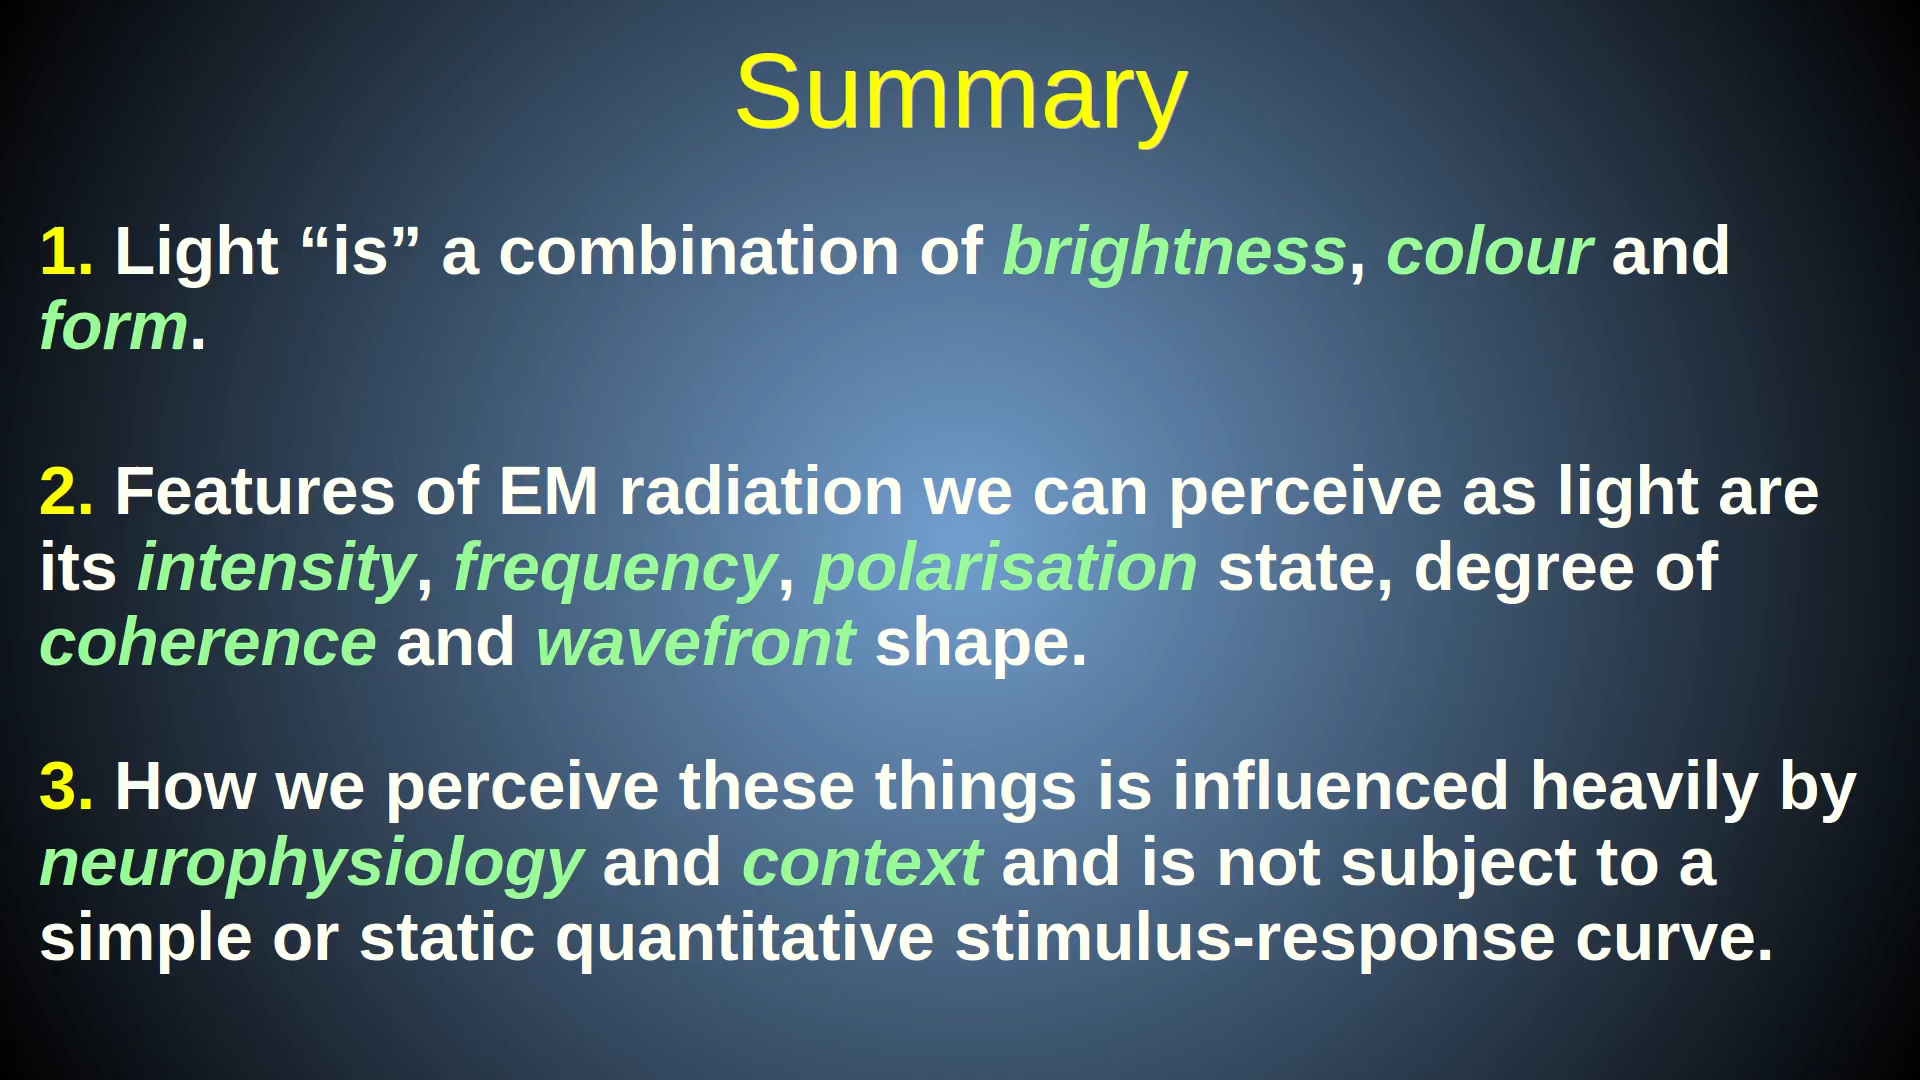 Summary
1. Light “is” a combination of brightness, colour and
form.
2. Features of EM radiation we can perceive as light are
its intensity, frequency, polarisation state, degree of
coherence and wavefront shape.
3. How we perceive these things is influenced heavily by
neurophysiology and context and is not subject to a
simple or static quantitative stimulus-response curve.